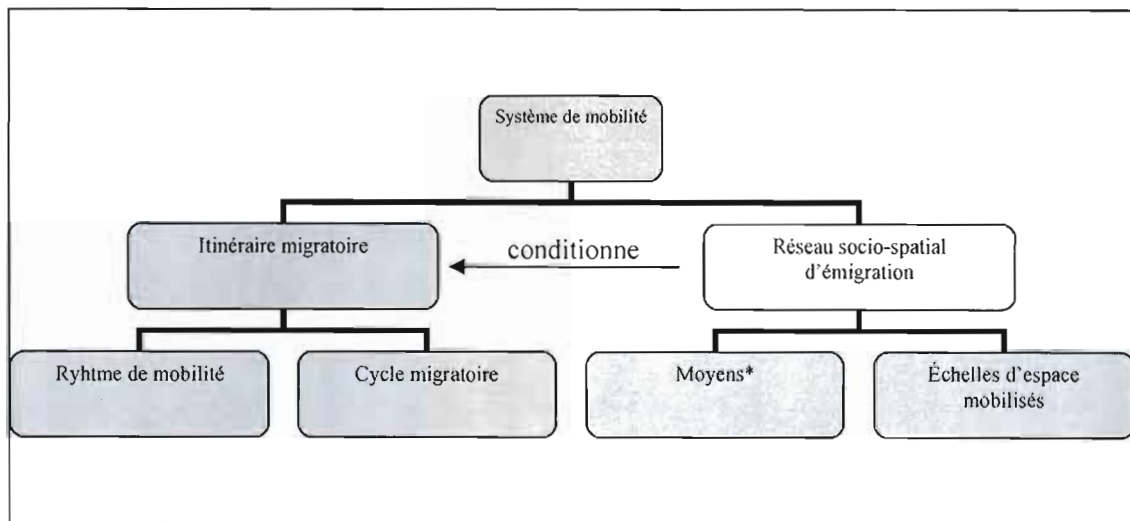 Système de mobilité
Itinéraire migratoire
conditionne
Réseau socio-spatial
d'émigration
Ryhtme de mobilité
Cycle migratoire
Moyens*
Échelles d'espace
mobilisés